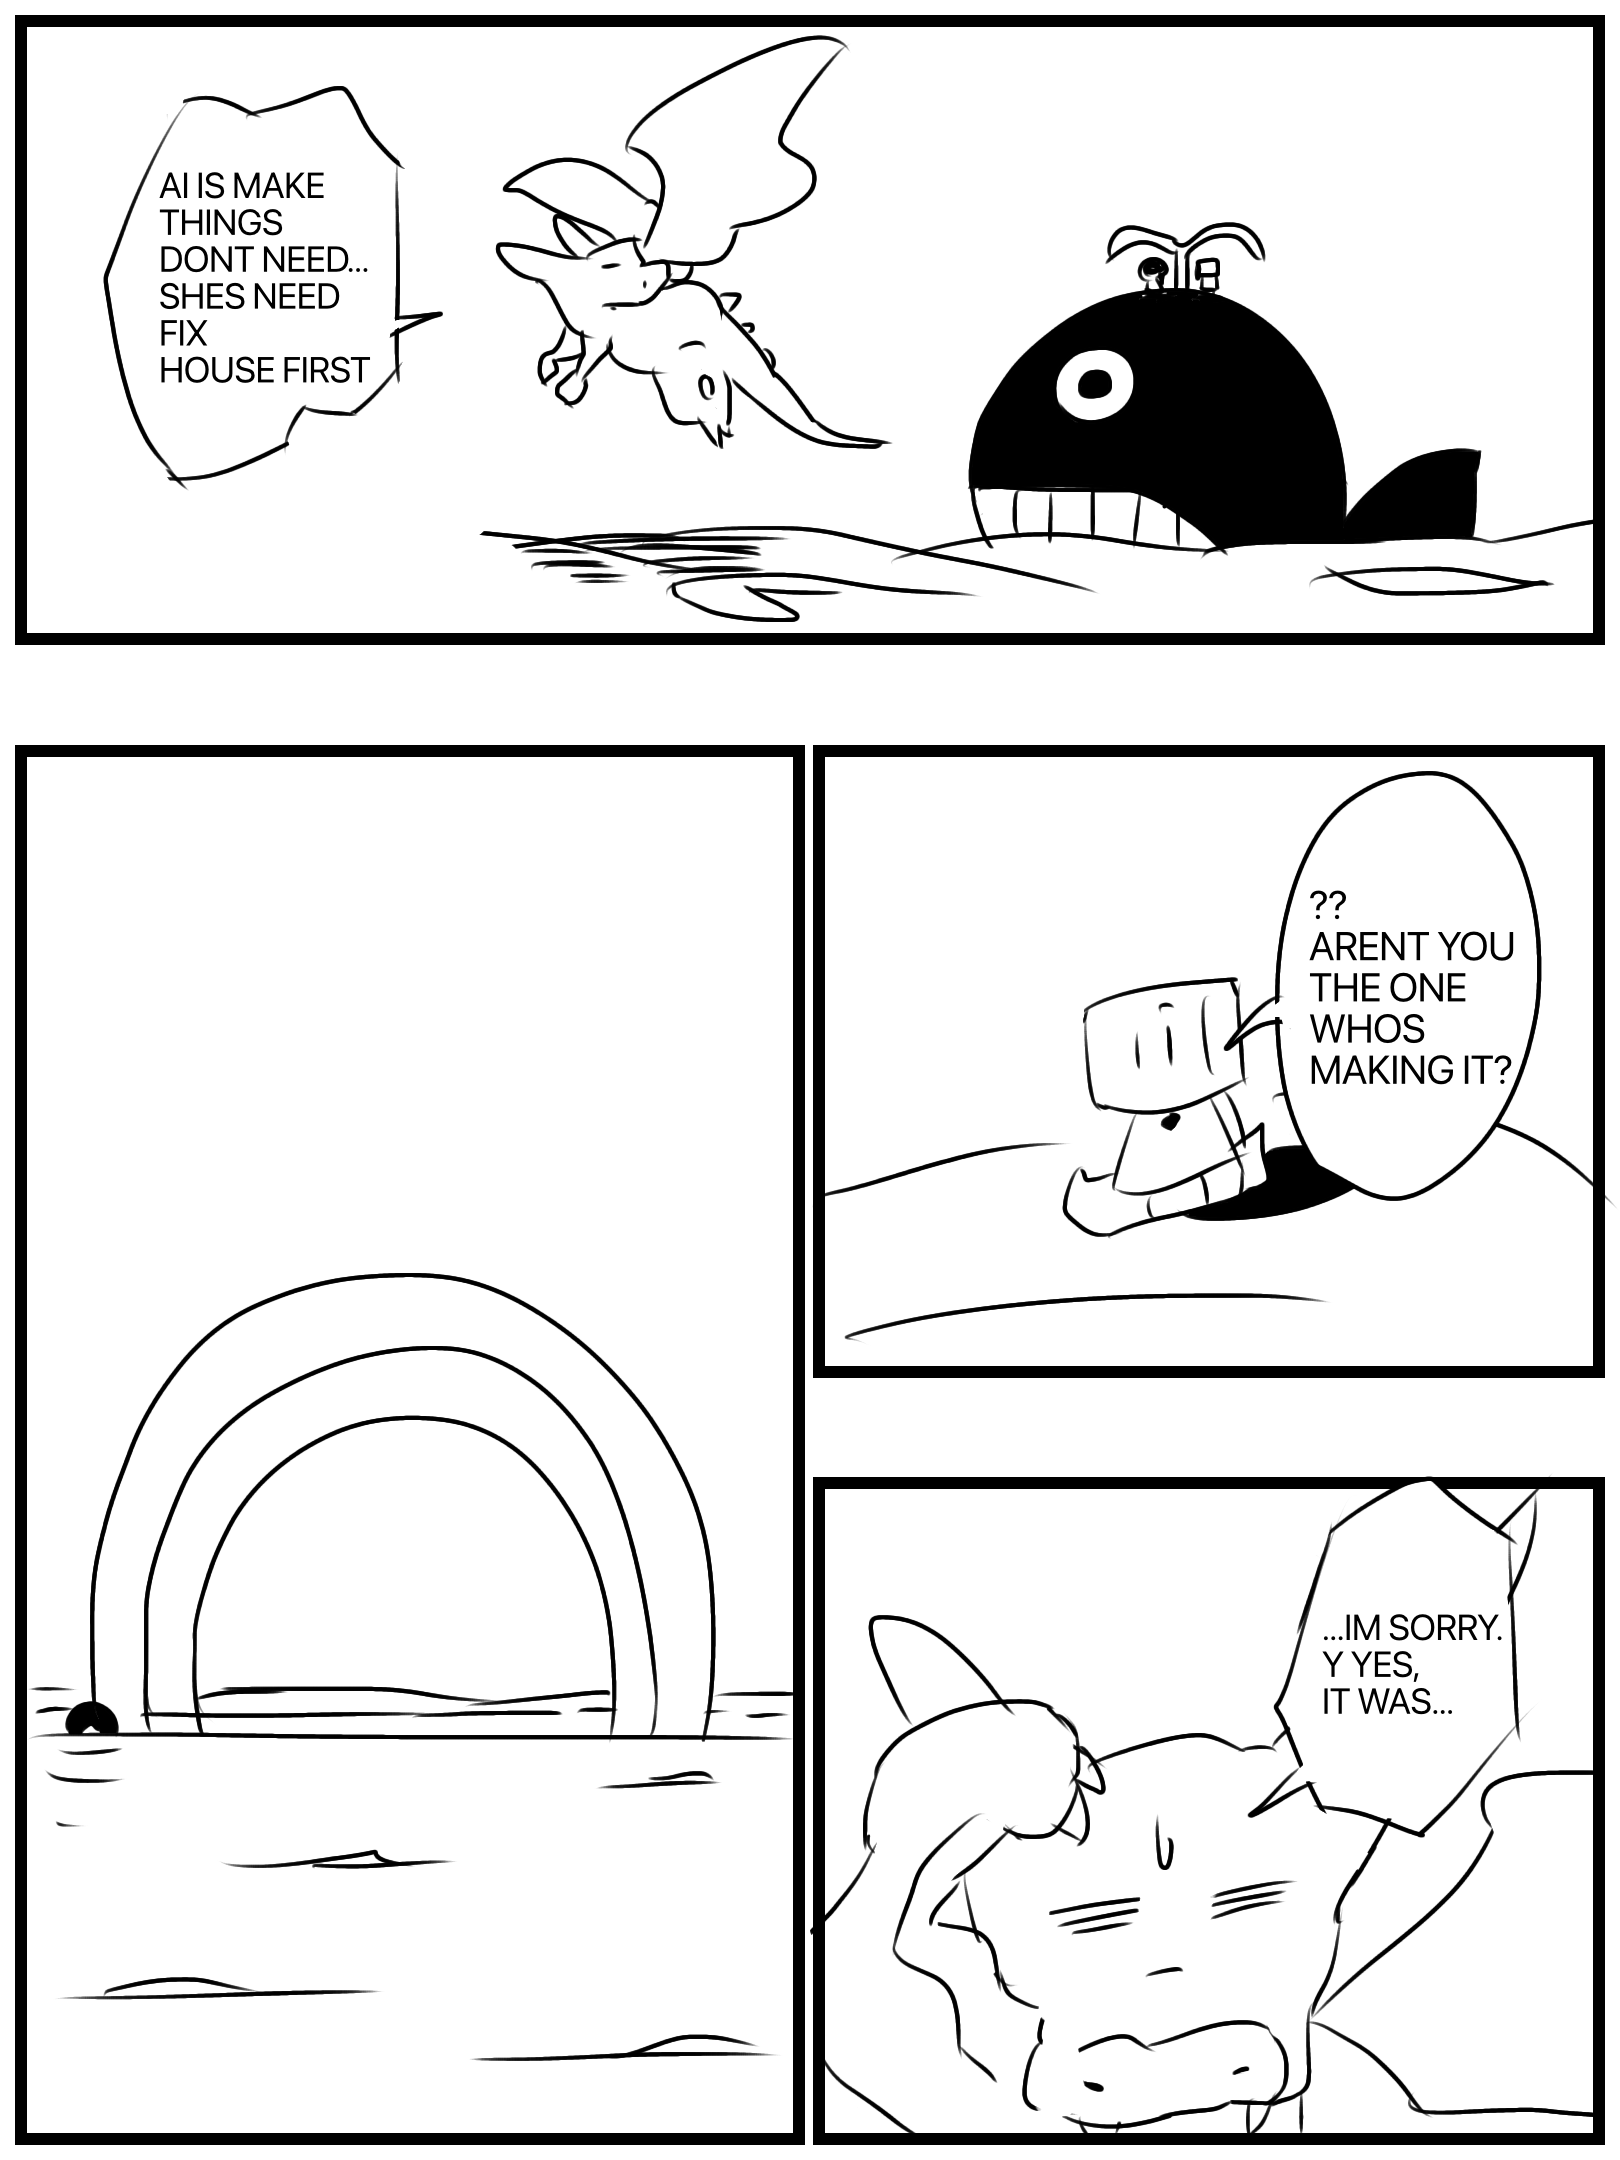 AI IS MAKE
THINGS
DONT NEED...
SHES NEED
FIX
HOUSE FIRST
??
ARENT YOU
THE ONE
WHOS
MAKING IT?
...IM SORRY.
Y YES,
IT WAS...